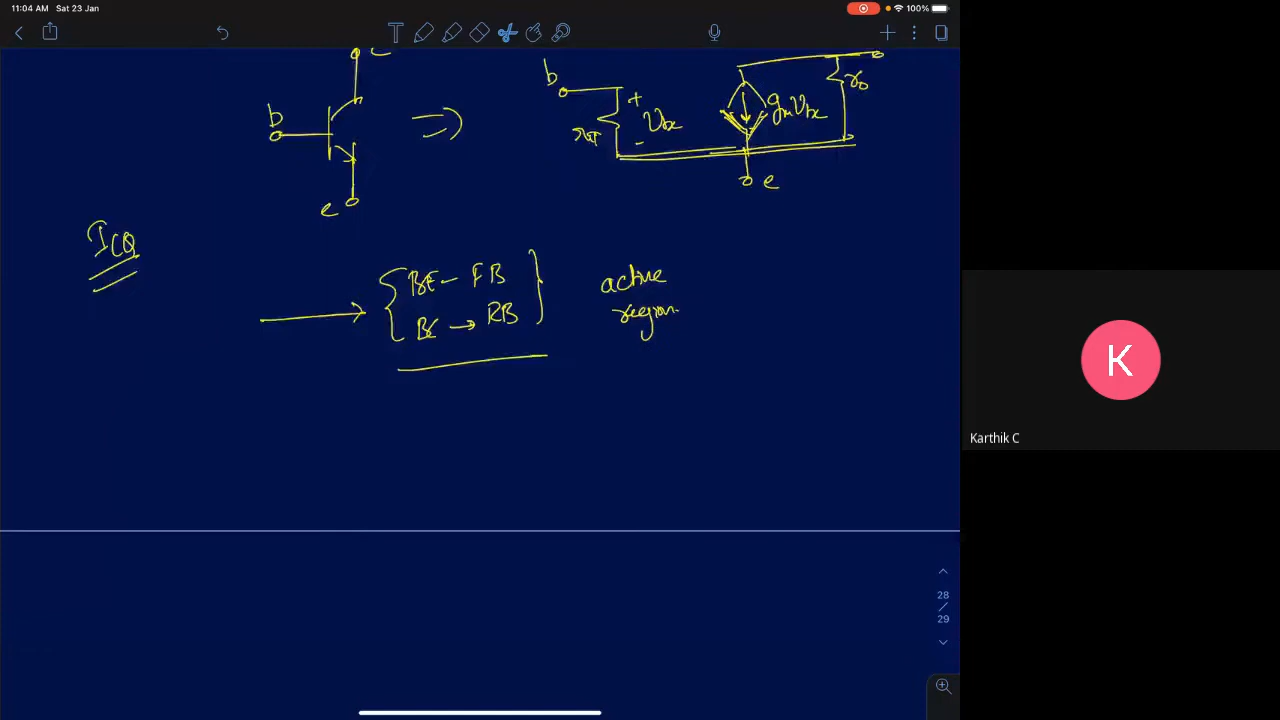 11:04 AM Sat 23 Jan
100%
c
b
e
b
+
rπ
Vπ
-
gmVπ
r0
e
ICQ
BE - FB
BC → RB
active
region.
28
/
29
K
Karthik C